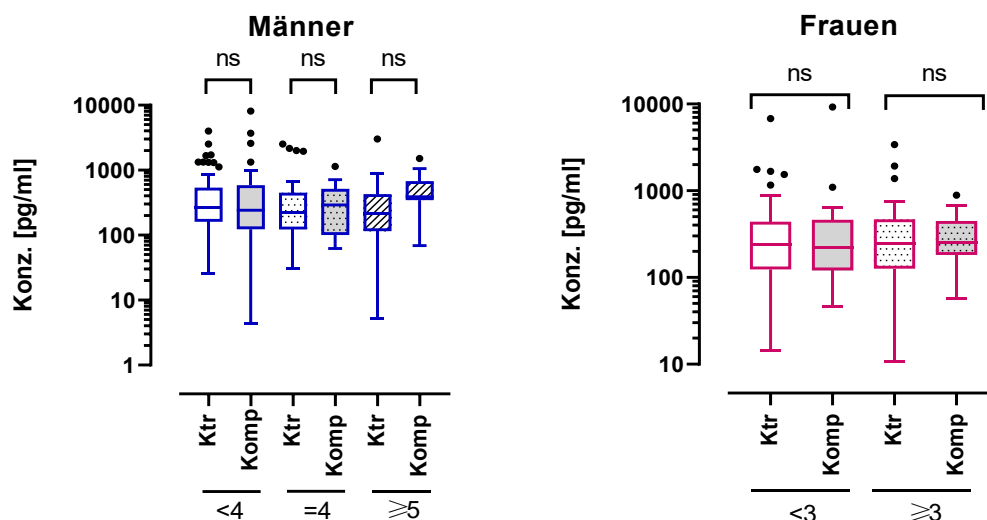 Männer
ns ns ns
Konz. [pg/ml]
10000
1000
100
10
1
Ktr Komp Ktr Komp Ktr Komp
<4 =4 ⩾5
Frauen
ns ns
Konz. [pg/ml]
10000
1000
100
10
Ktr Komp Ktr Komp
<3 ⩾3